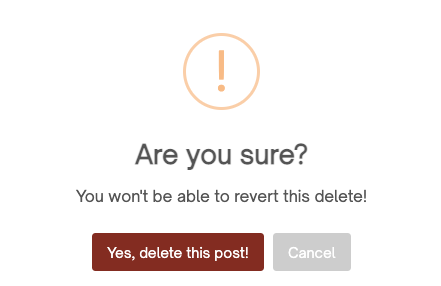 Are you sure?
You won't be able to revert this delete!
Yes, delete this post!
Cancel